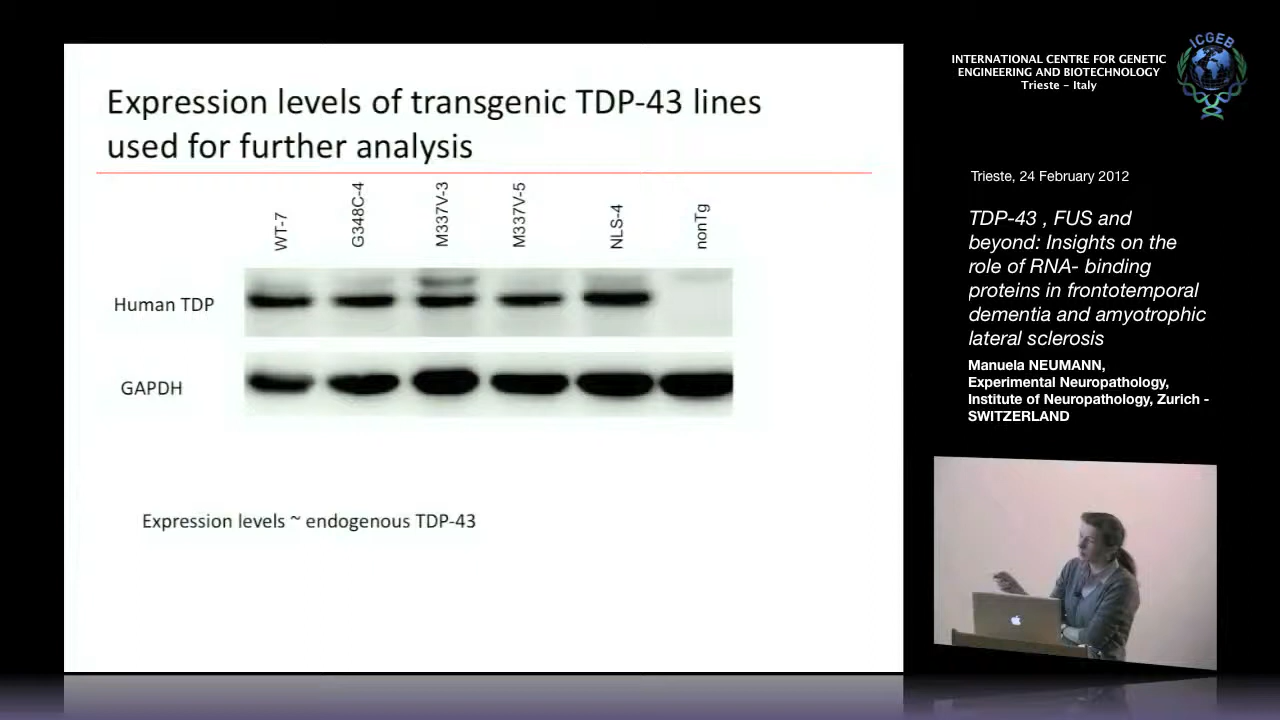 Expression levels of transgenic TDP-43 lines
used for further analysis
WT-7
G348C-4
M337V-3
M337V-5
NLS-4
nonTg
Human TDP
GAPDH
Expression levels ~ endogenous TDP-43
INTERNATIONAL CENTRE FOR GENETIC
ENGINEERING AND BIOTECHNOLOGY
Trieste - Italy
ICGEB
Trieste, 24 February 2012
TDP-43 , FUS and
beyond: Insights on the
role of RNA- binding
proteins in frontotemporal
dementia and amyotrophic
lateral sclerosis
Manuela NEUMANN,
Experimental Neuropathology,
Institute of Neuropathology, Zurich -
SWITZERLAND